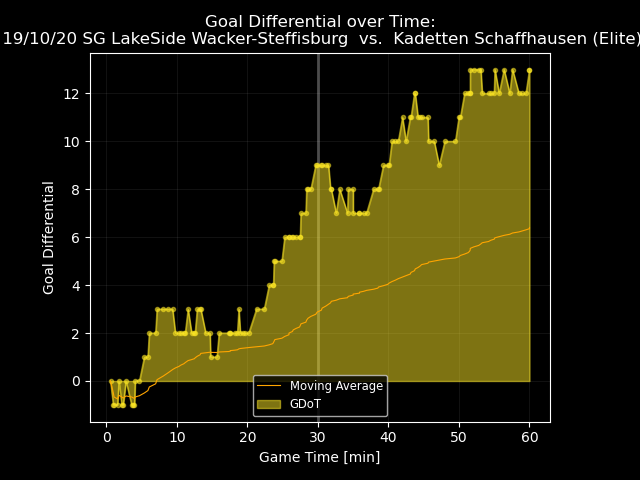 Goal Differential over Time:
19/10/20 SG LakeSide Wacker-Steffisburg  vs.  Kadetten Schaffhausen (Elite)
12
10
8
6
4
2
0
Goal Differential
Moving Average
GDoT
0 10 20 30 40 50 60
Game Time [min]